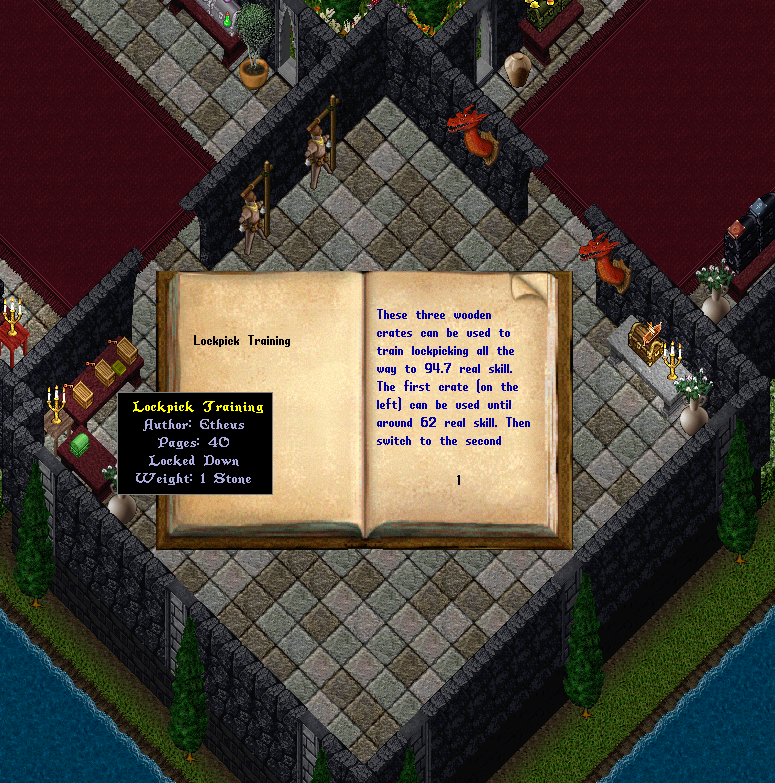 Lockpick Training
These three wooden
crates can be used to
train lockpicking all the
way to 94.7 real skill.
The first crate (on the
left) can be used until
around 62 real skill. Then
switch to the second
1
Lockpick Training
Author: Etheus
Pages: 40
Locked Down
Weight: 1 Stone